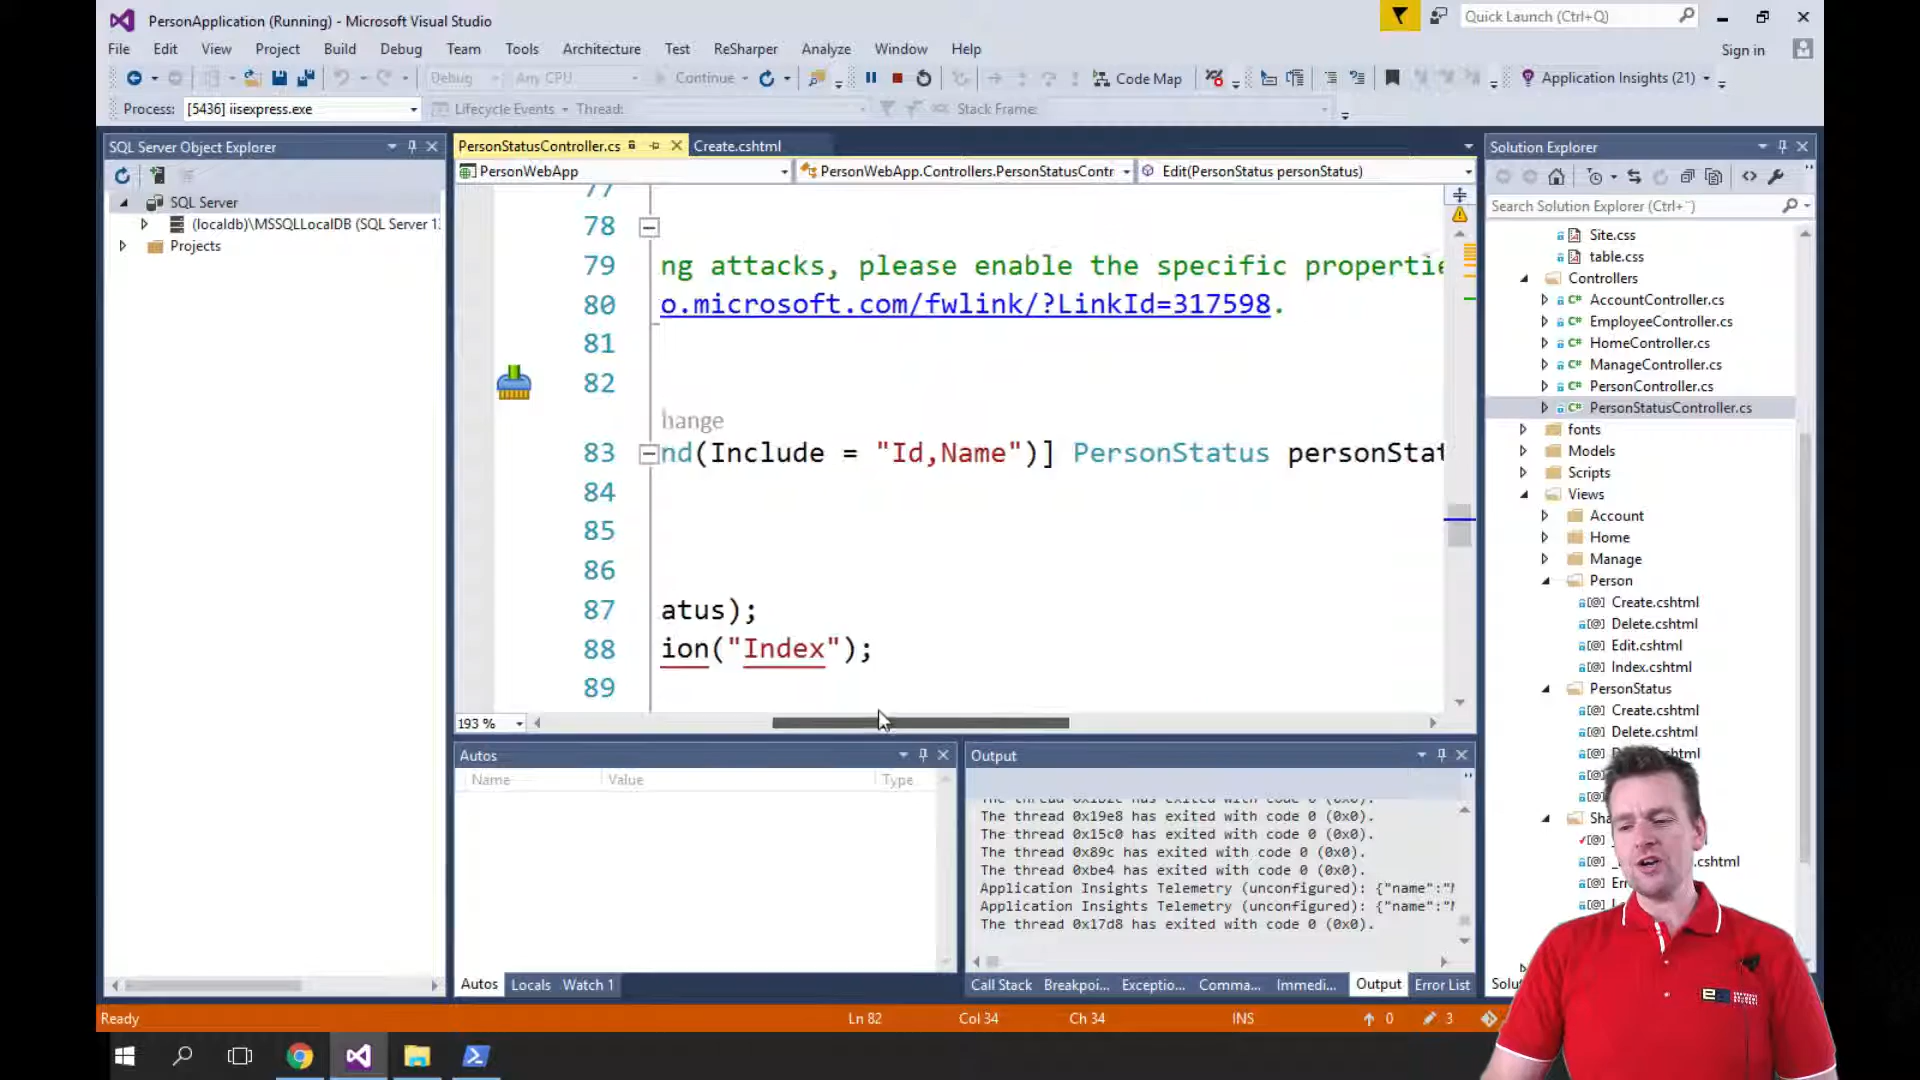 PersonApplication (Running) - Microsoft Visual Studio
Quick Launch (Ctrl+Q)
File Edit View Project Build Debug Team Tools Architecture Test ReSharper Analyze Window Help
Sign in
Debug Any CPU Continue Code Map Application Insights (21)
Process: [5436] iisexpress.exe Lifecycle Events Thread: Stack Frame:
SQL Server Object Explorer
SQL Server
(localdb)\MSSQLLocalDB (SQL Server 1
Projects
PersonStatusController.cs Create.cshtml
PersonWebApp PersonWebApp.Controllers.PersonStatusContr Edit(PersonStatus personStatus)
77
78
79 ng attacks, please enable the specific propertie
80 o.microsoft.com/fwlink/?LinkId=317598.
81
82
hange
83 nd(Include = "Id,Name")] PersonStatus personStat
84
85
86
87 atus);
88 ion("Index");
89
193 %
Autos
Name Value Type
Autos Locals Watch 1
Output
The thread 0x19e8 has exited with code 0 (0x0).
The thread 0x15c0 has exited with code 0 (0x0).
The thread 0x89c has exited with code 0 (0x0).
The thread 0xbe4 has exited with code 0 (0x0).
Application Insights Telemetry (unconfigured): {"name":"
Application Insights Telemetry (unconfigured): {"name":"
The thread 0x17d8 has exited with code 0 (0x0).
Call Stack Breakpoi... Exceptio... Comma... Immedi... Output Error List
Solution Explorer
Search Solution Explorer (Ctrl+¨)
Site.css
table.css
Controllers
AccountController.cs
EmployeeController.cs
HomeController.cs
ManageController.cs
PersonController.cs
PersonStatusController.cs
fonts
Models
Scripts
Views
Account
Home
Manage
Person
Create.cshtml
Delete.cshtml
Edit.cshtml
Index.cshtml
PersonStatus
Create.cshtml
Delete.cshtml
html
Sha
.cshtml
Solu
Ready Ln 82 Col 34 Ch 34 INS 0 3